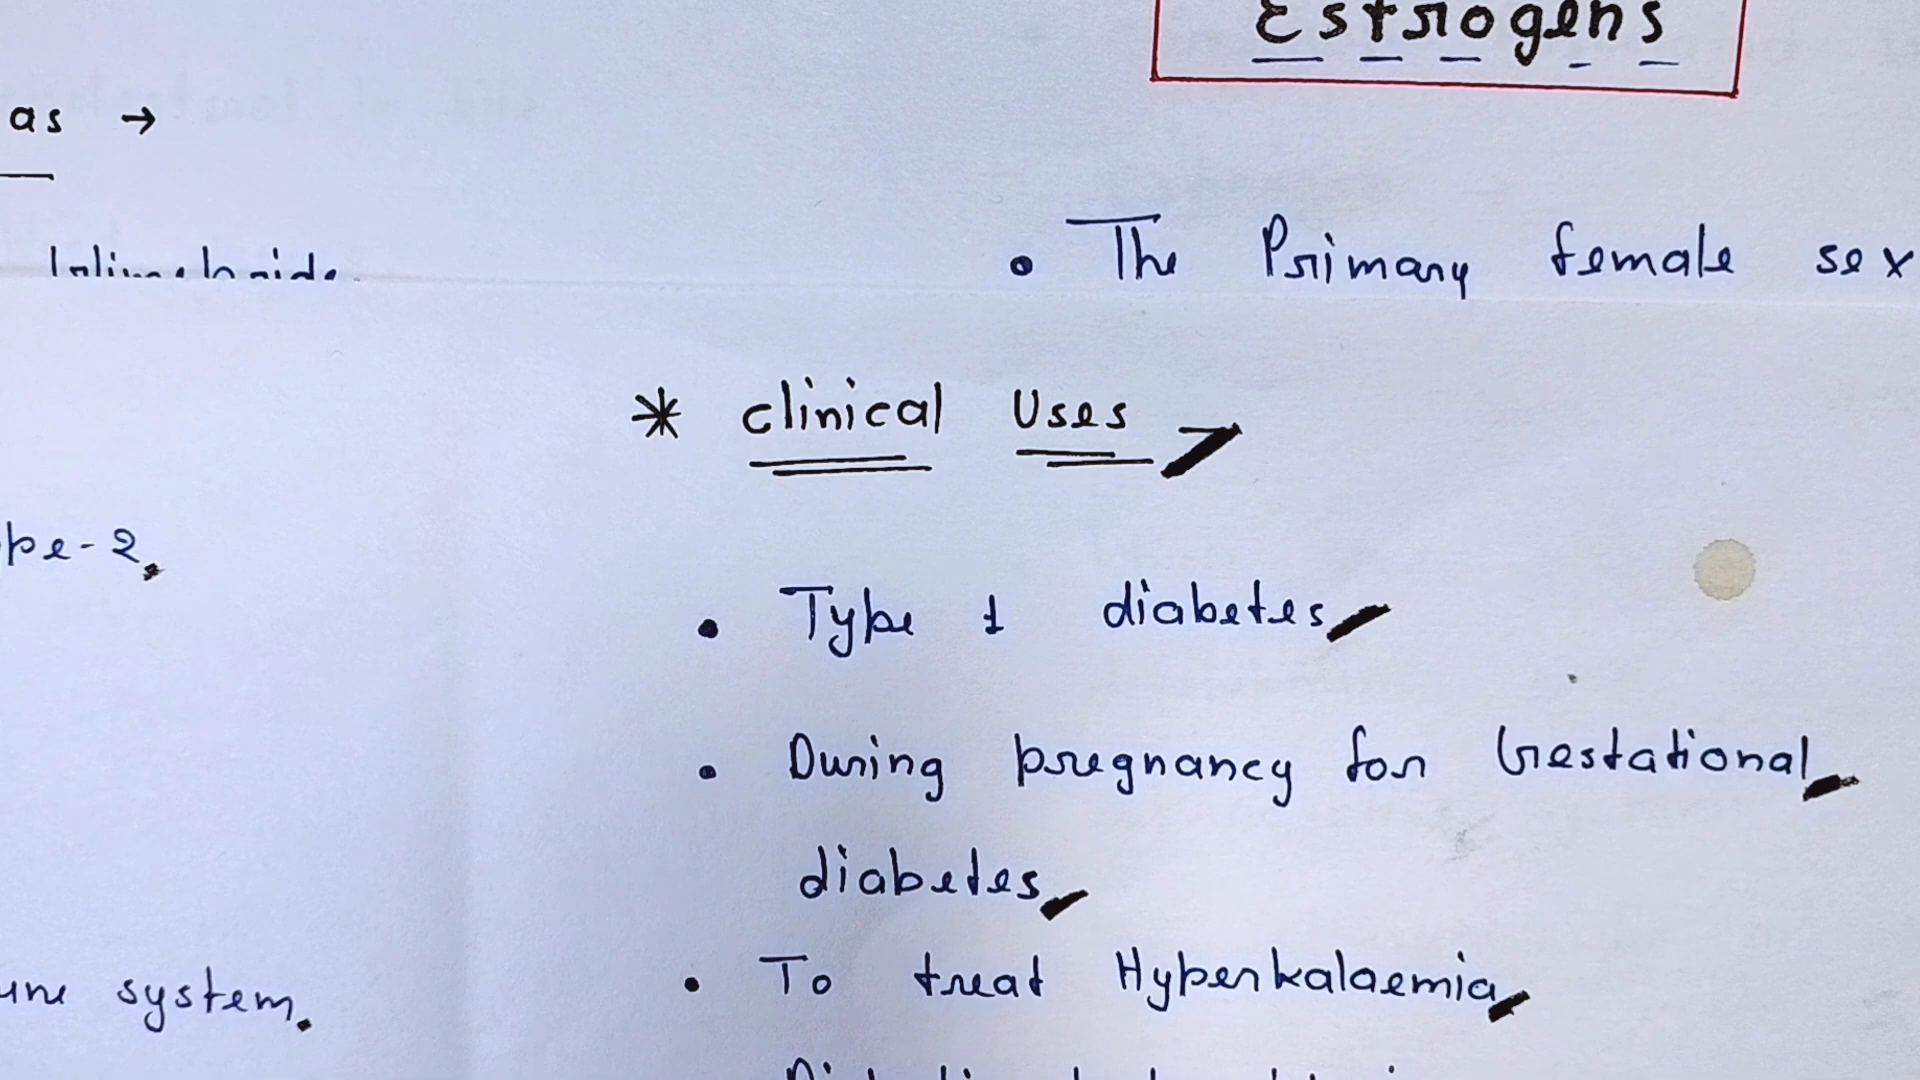 Estrogens
as →
• The Primary female sex
* clinical Uses
pe-2.
• Type 1 diabetes
• During pregnancy for Gestational
diabetes
• To treat Hyperkalaemia
system.